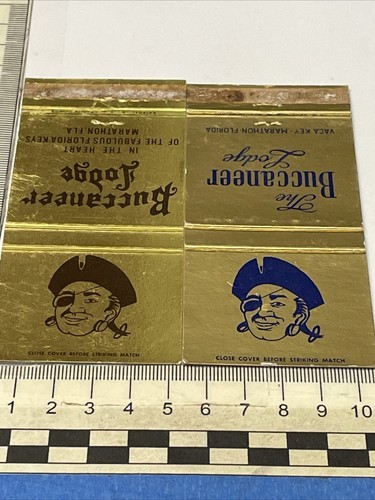 Buccaneer
Lodge
IN THE HEART
OF THE FABULOUS FLORIDA KEYS
MARATHON, FLA.
CLOSE COVER BEFORE STRIKING MATCH
The
Buccaneer
Lodge
VACA KEY - MARATHON FLORIDA
CLOSE COVER BEFORE STRIKING MATCH
1 2 3 4 5 6 7 8 9 10